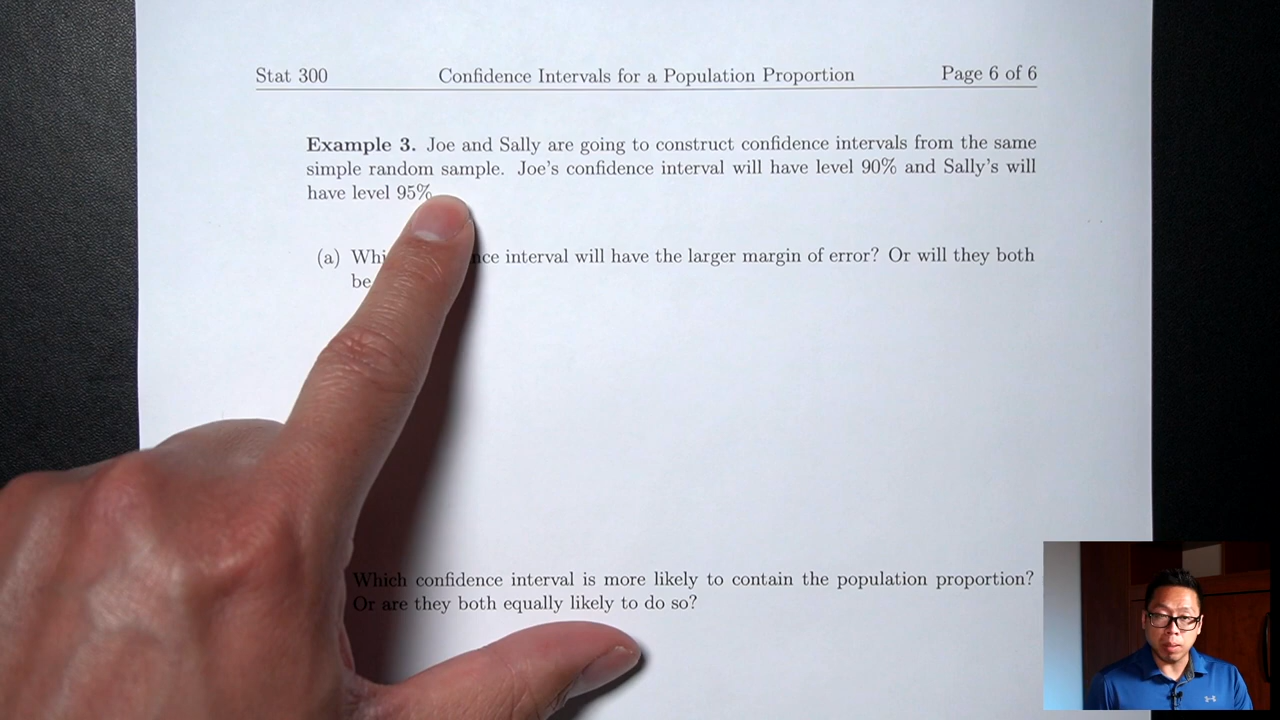 Stat 300 Confidence Intervals for a Population Proportion Page 6 of 6
Example 3. Joe and Sally are going to construct confidence intervals from the same
simple random sample. Joe's confidence interval will have level 90% and Sally's will
have level 95%
(a) interval will have the larger margin of error? Or will they both
be
Which confidence interval is more likely to contain the population proportion?
Or are they both equally likely to do so?